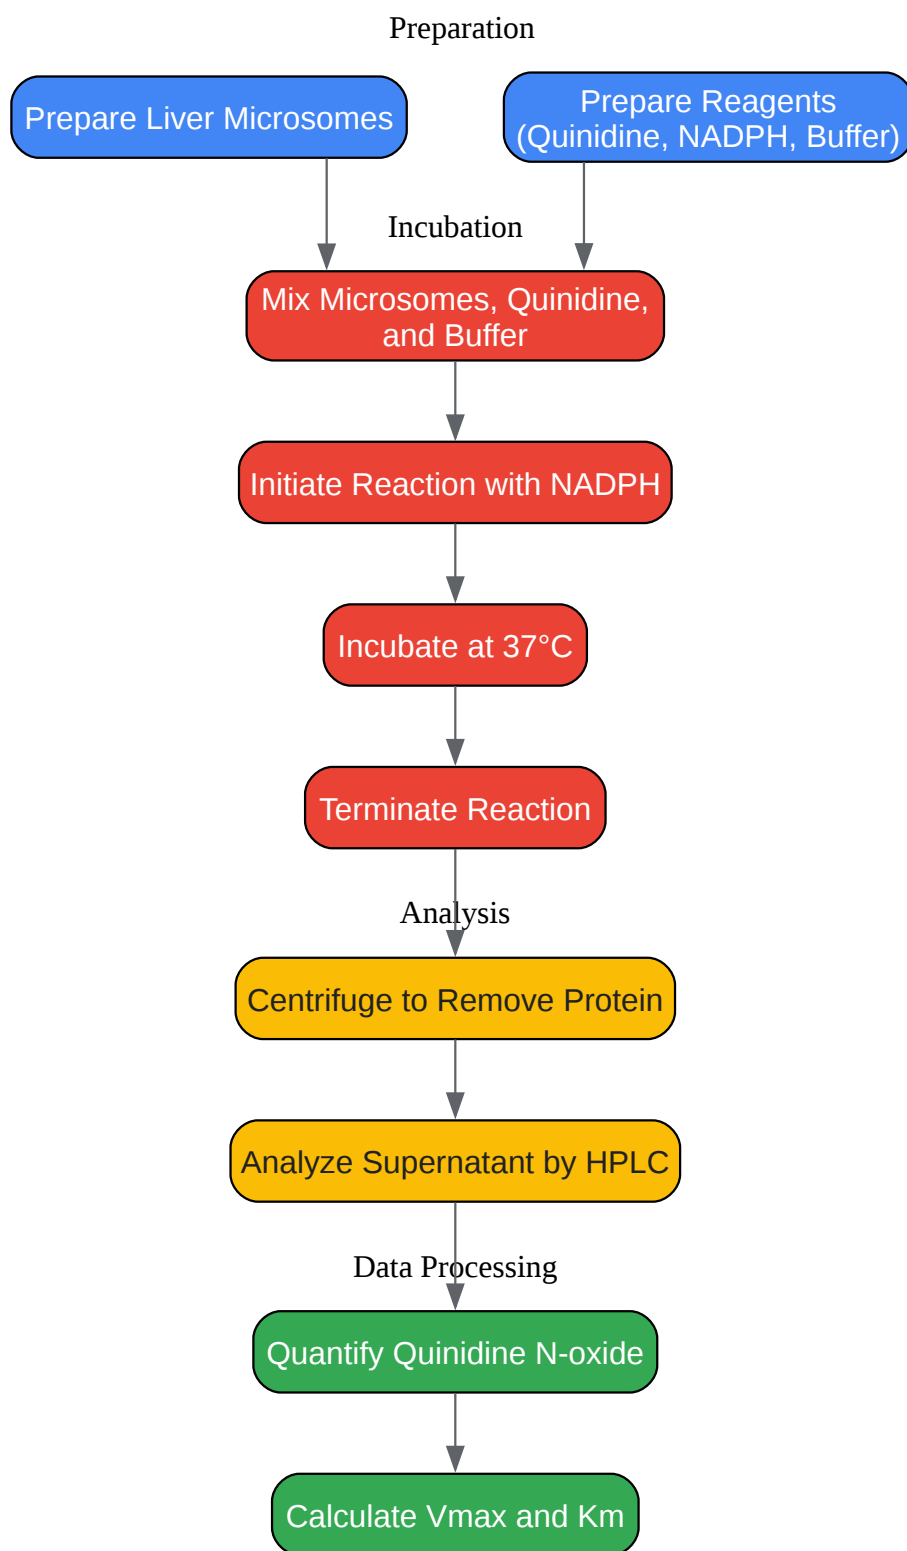 Preparation
Prepare Liver Microsomes
Prepare Reagents
(Quinidine, NADPH, Buffer)
Incubation
Mix Microsomes, Quinidine,
and Buffer
Initiate Reaction with NADPH
Incubate at 37°C
Terminate Reaction
Analysis
Centrifuge to Remove Protein
Analyze Supernatant by HPLC
Data Processing
Quantify Quinidine N-oxide
Calculate Vmax and Km